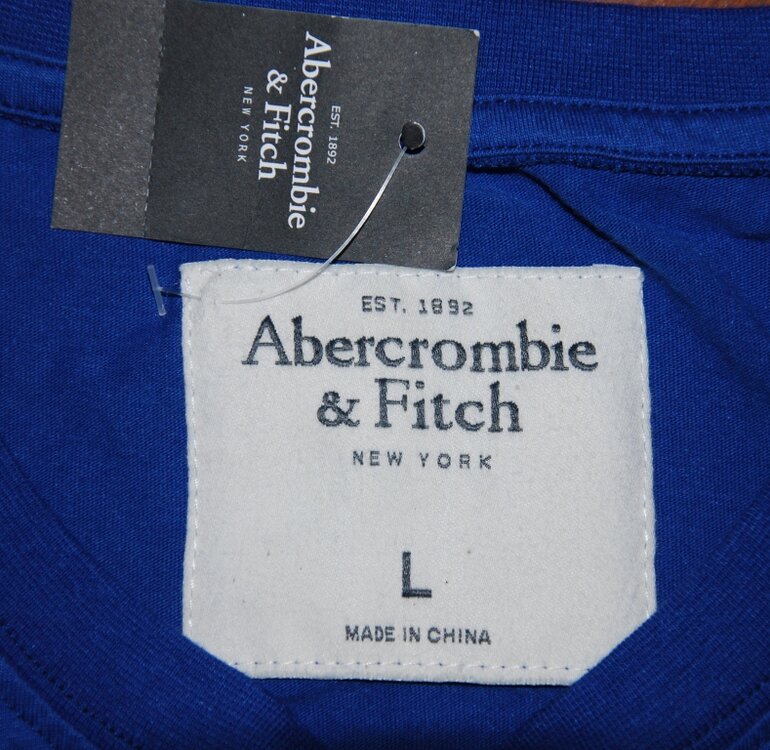 EST. 1892
Abercrombie
& Fitch
NEW YORK
EST. 1892
Abercrombie
& Fitch
NEW YORK
L
MADE IN CHINA